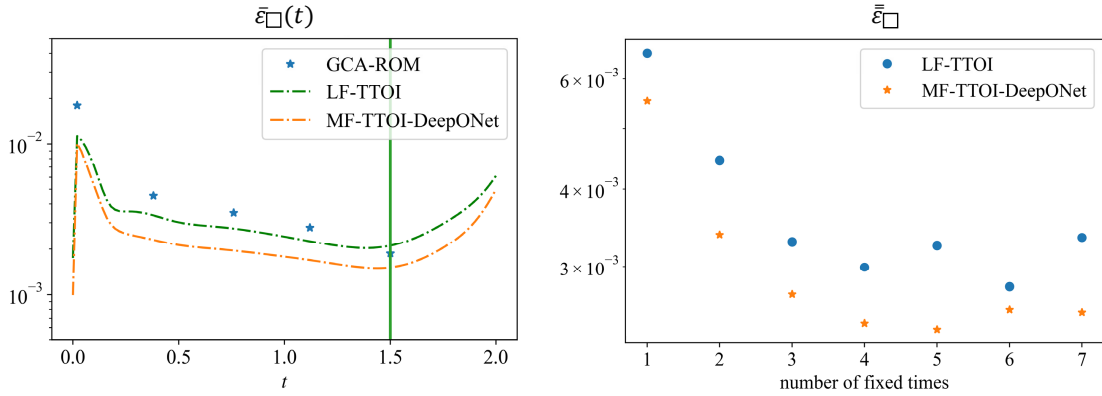 ε̄□(t)
GCA-ROM
LF-TTOI
MF-TTOI-DeepONet
10⁻²
10⁻³
0.0 0.5 1.0 1.5 2.0
t
ε̿□
LF-TTOI
MF-TTOI-DeepONet
6 × 10⁻³
4 × 10⁻³
3 × 10⁻³
1 2 3 4 5 6 7
number of fixed times